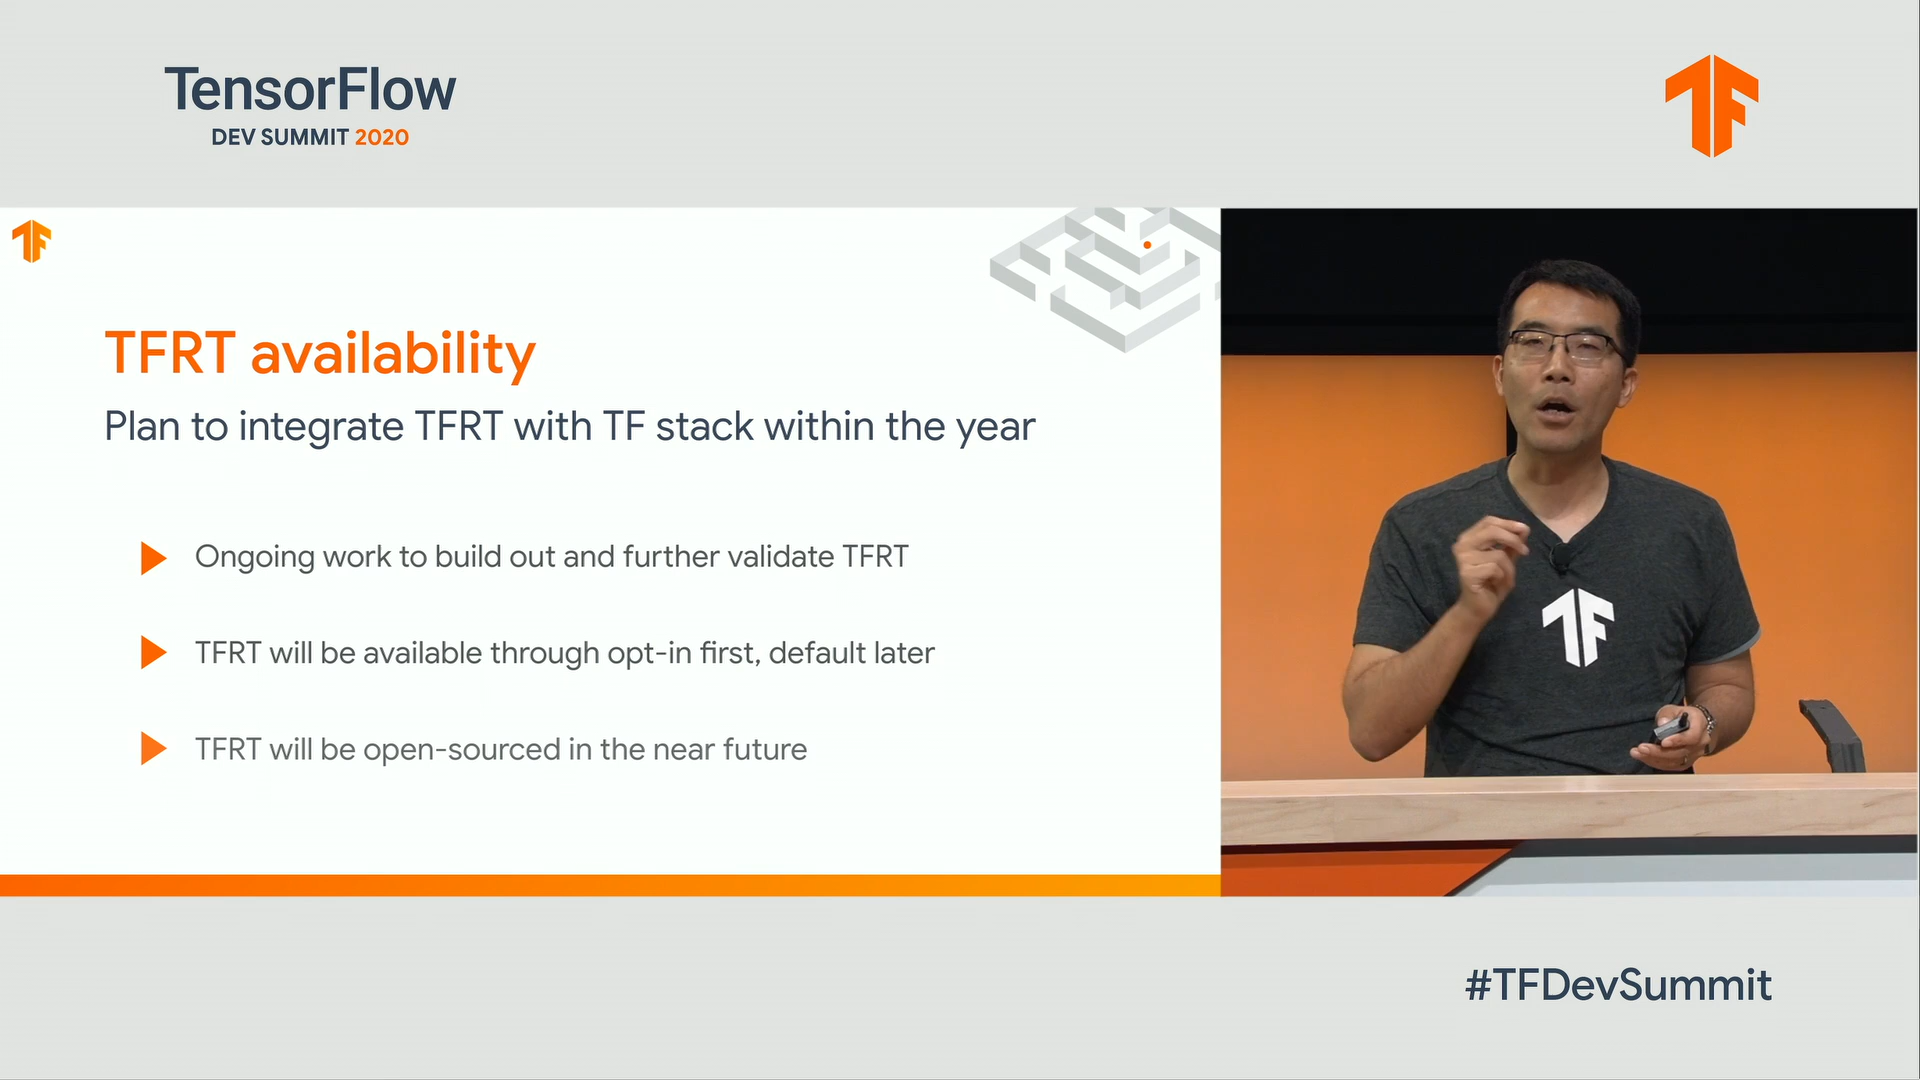 TensorFlow
DEV SUMMIT 2020
TFRT availability
Plan to integrate TFRT with TF stack within the year
Ongoing work to build out and further validate TFRT
TFRT will be available through opt-in first, default later
TFRT will be open-sourced in the near future
#TFDevSummit